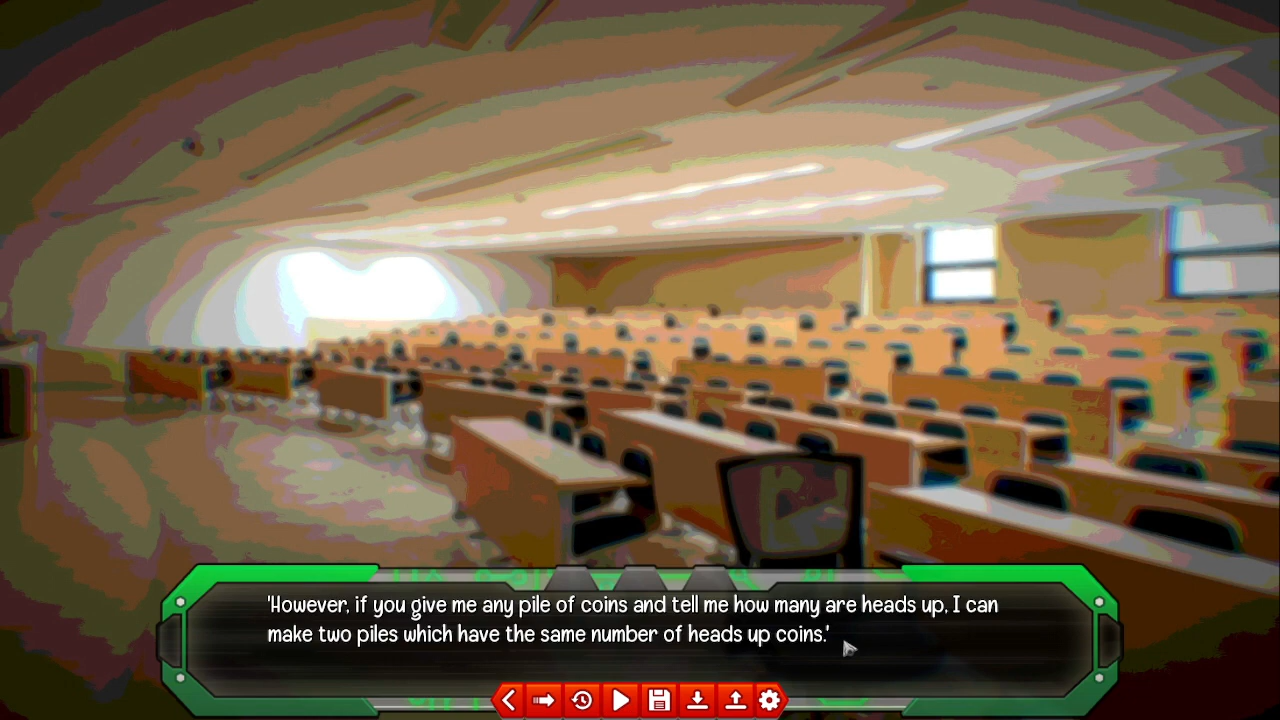 'However, if you give me any pile of coins and tell me how many are heads up, I can
make two piles which have the same number of heads up coins.'